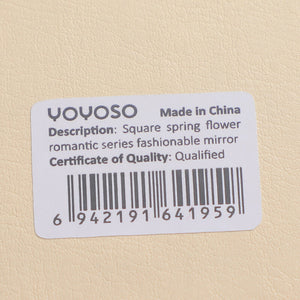 YOYOSO Made in China
Description: Square spring flower
romantic series fashionable mirror
Certificate of Quality: Qualified
6 942191 641959